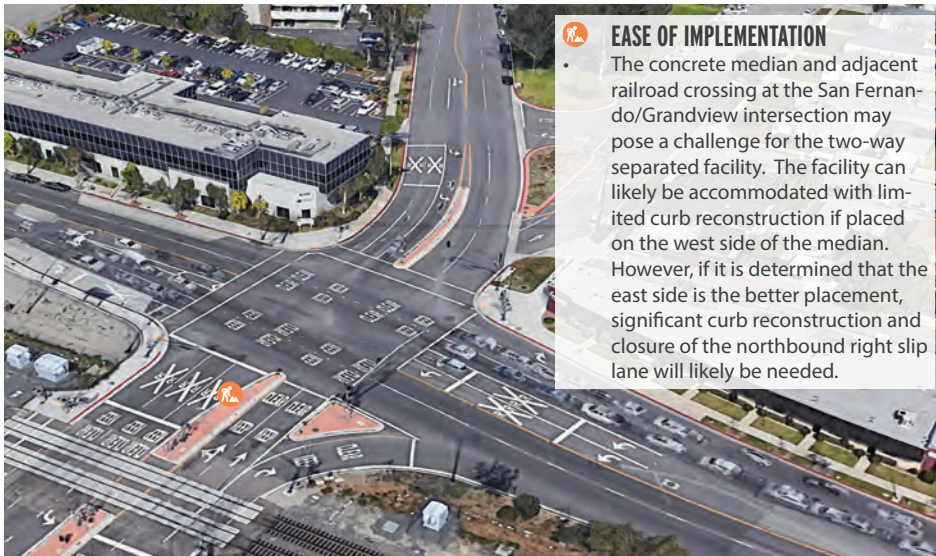 EASE OF IMPLEMENTATION
• The concrete median and adjacent
railroad crossing at the San Fernan-
do/Grandview intersection may
pose a challenge for the two-way
separated facility.  The facility can
likely be accommodated with lim-
ited curb reconstruction if placed
on the west side of the median.
However, if it is determined that the
east side is the better placement,
significant curb reconstruction and
closure of the northbound right slip
lane will likely be needed.